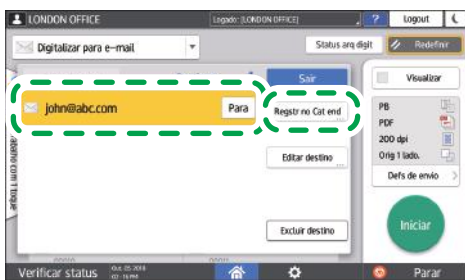 LONDON OFFICE
Logado: [LONDON OFFICE]
?
logout
Digitalizar para e-mail
Status arq digit
Redefinir
Sair
Visualizar
john@abc.com
Para
Registr no Cat end
PB
PDF
200 dpi
Orig 1 lado.
Editar destino
Defs de envio
Iniciar
Excluir destino
Verificar status
Parar